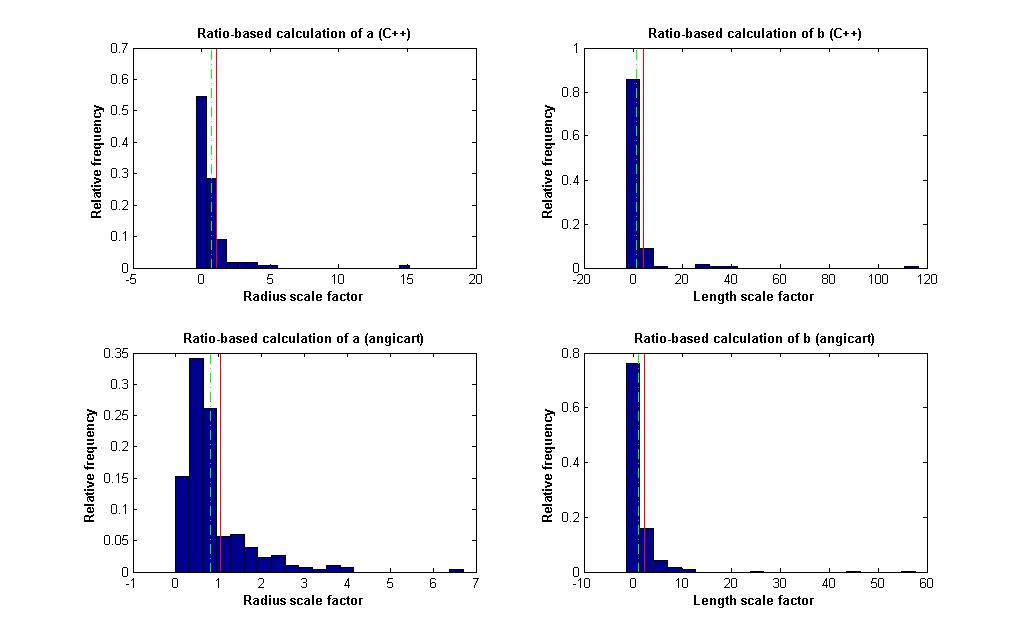 Ratio-based calculation of a (C++)
0.7
0.6
0.5
0.4
0.3
0.2
0.1
0
Relative frequency
-5 0 5 10 15 20
Radius scale factor
Ratio-based calculation of b (C++)
1
0.8
0.6
0.4
0.2
0
Relative frequency
-20 0 20 40 60 80 100 120
Length scale factor
Ratio-based calculation of a (angicart)
0.35
0.3
0.25
0.2
0.15
0.1
0.05
0
Relative frequency
-1 0 1 2 3 4 5 6 7
Radius scale factor
Ratio-based calculation of b (angicart)
0.8
0.6
0.4
0.2
0
Relative frequency
-10 0 10 20 30 40 50 60
Length scale factor